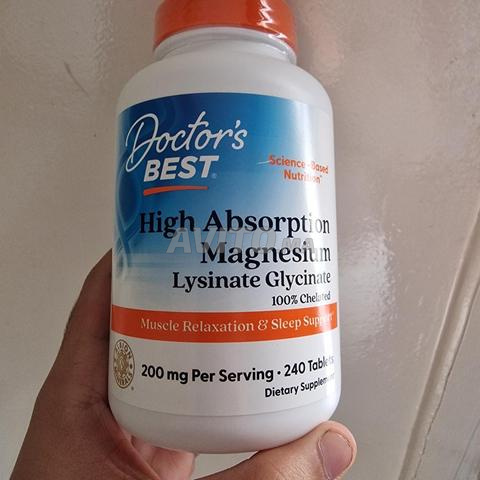 Doctor's
BEST®
Science-Based
Nutrition™
High Absorption
Magnesium
Lysinate Glycinate
100% Chelated
Muscle Relaxation & Sleep Support*
200 mg Per Serving • 240 Tablets
Dietary Supplement